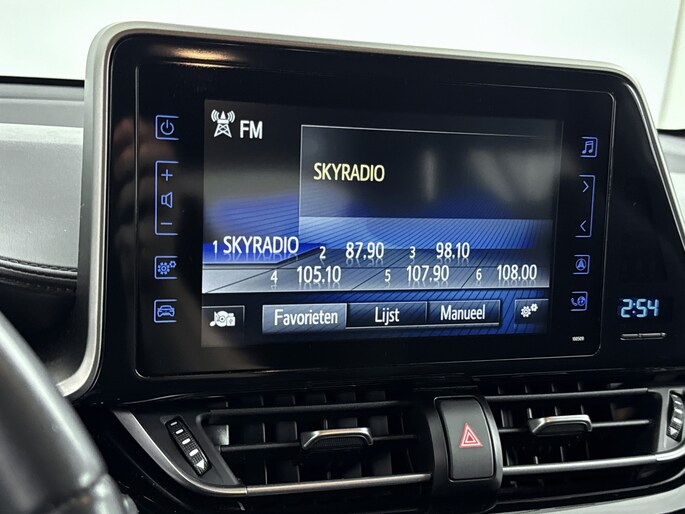 FM
SKYRADIO
1 SKYRADIO 2 87.90 3 98.10
4 105.10 5 107.90 6 108.00
Favorieten Lijst Manueel
2:54